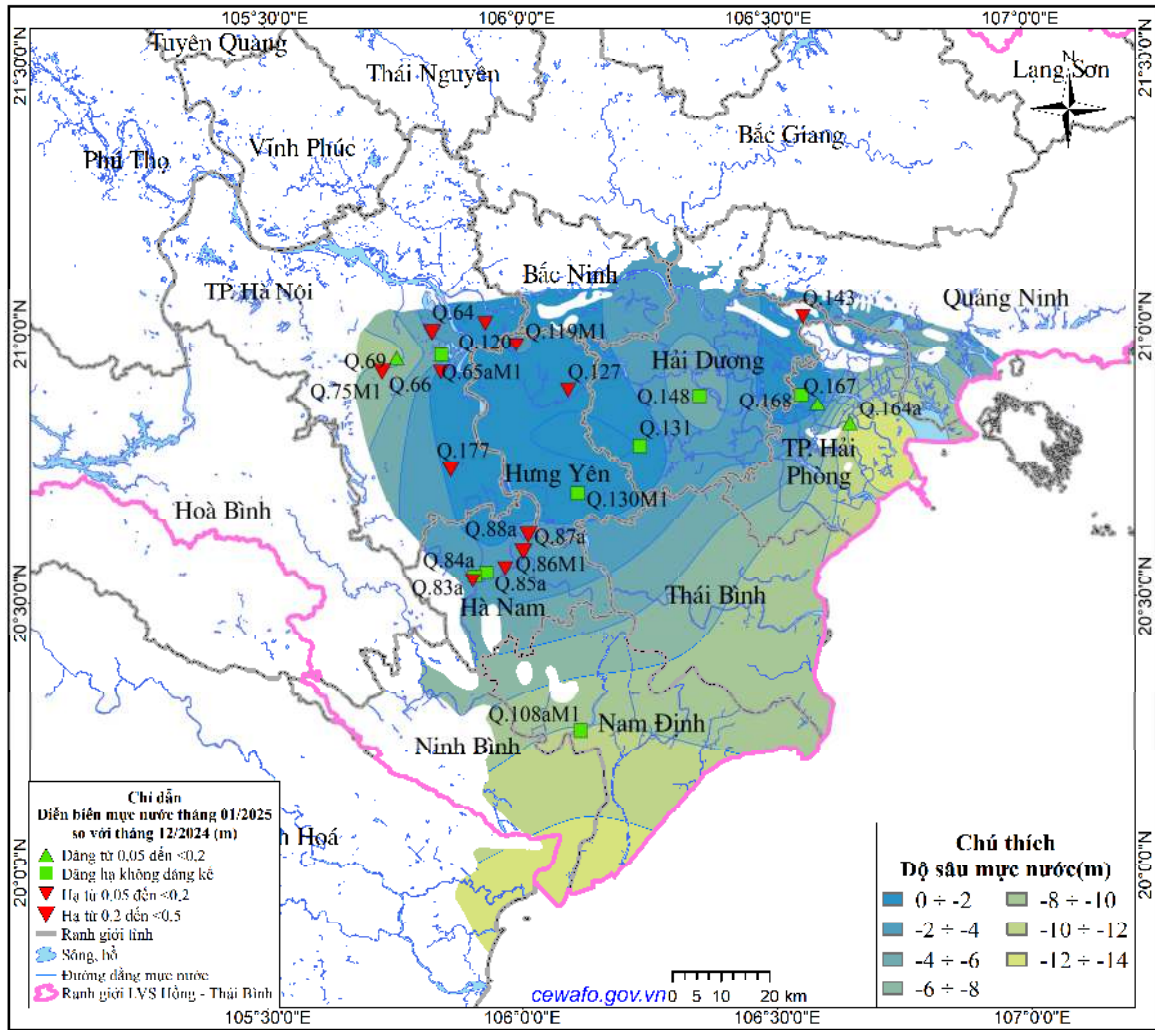 105°30'0"E 106°0'0"E 106°30'0"E 107°0'0"E
21°30'0"N
21°30'0"N
Tuyên Quang
Thái Nguyên
Lạng Sơn
N
Bắc Giang
Phú Thọ
Vĩnh Phúc
Bắc Ninh
TP. Hà Nội
Quảng Ninh
21°0'0"N
21°0'0"N
Q.64
Q.143
Q.120
Q.119M1
Q.69
Q.65aM1
Q.127
Hải Dương
Q.75M1
Q.66
Q.148
Q.168
Q.167
Q.164a
Q.131
TP. Hải
Phòng
Q.177
Hưng Yên
Q.130M1
Hoà Bình
Q.88a
Q.87a
Q.84a
Q.86M1
Q.83a
Q.85a
Hà Nam
Thái Bình
20°30'0"N
20°30'0"N
Q.108aM1
Nam Định
Ninh Bình
20°0'0"N
20°0'0"N
h Hoá
Chỉ dẫn
Diễn biến mực nước tháng 01/2025
so với tháng 12/2024 (m)
Dâng từ 0,05 đến <0,2
Dâng hạ không đáng kể
Hạ từ 0,05 đến <0,2
Hạ từ 0,2 đến <0,5
Ranh giới tỉnh
Sông, hồ
Đường đẳng mực nước
Ranh giới LVS Hồng - Thái Bình
Chú thích
Độ sâu mực nước(m)
0 ÷ -2
-2 ÷ -4
-4 ÷ -6
-6 ÷ -8
-8 ÷ -10
-10 ÷ -12
-12 ÷ -14
cewafo.gov.vn
0 5 10 20 km
105°30'0"E 106°0'0"E 106°30'0"E 107°0'0"E